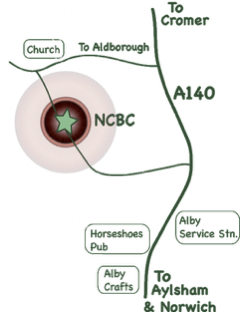 To
Cromer
Church
To Aldborough
A140
NCBC
Alby
Service Stn.
Horseshoes
Pub
Alby
Crafts
To
Aylsham
& Norwich